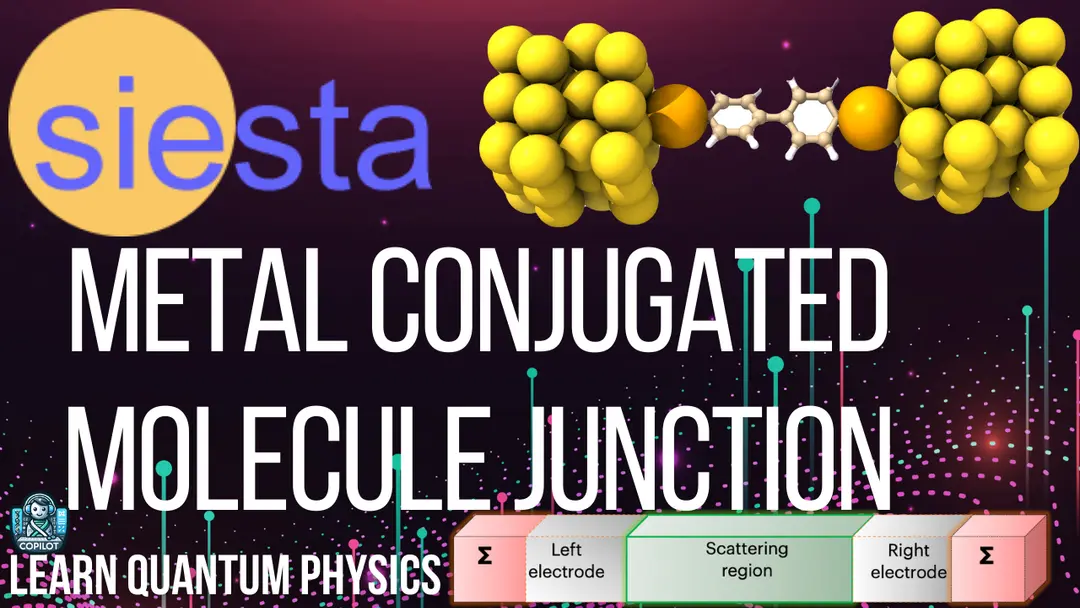 siesta
METAL CONJUGATED
MOLECULE JUNCTION
COPILOT
LEARN QUANTUM PHYSICS
Σ
Left
electrode
Scattering
region
Right
electrode
Σ